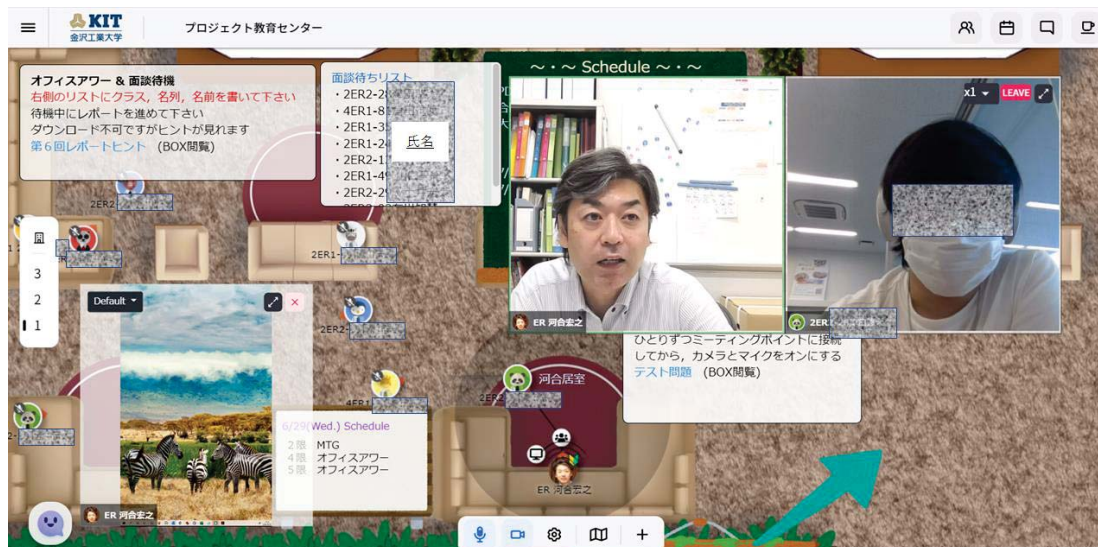 KIT
金沢工業大学
プロジェクト教育センター
オフィスアワー & 面談待機
右側のリストにクラス，名列，名前を書いて下さい
待機中にレポートを進めて下さい
ダウンロード不可ですがヒントが見れます
第６回レポートヒント (BOX閲覧)
面談待ちリスト
・2ER2-2
・4ER1-8
・2ER1-3
・2ER1-2
・2ER2-1
・2ER1-4
・2ER2-2
氏名
～・～ Schedule ～・～
x1
LEAVE
ER 河合宏之
2ER
2ER2-
2ER1-
3
2
1
Default
2ER2-
ひとりずつミーティングポイントに接続
してから，カメラとマイクをオンにする
テスト問題 (BOX閲覧)
河合居室
2ER2
4ER1
6/29(Wed.) Schedule
2限 MTG
4限 オフィスアワー
5限 オフィスアワー
ER 河合宏之
ER 河合宏之